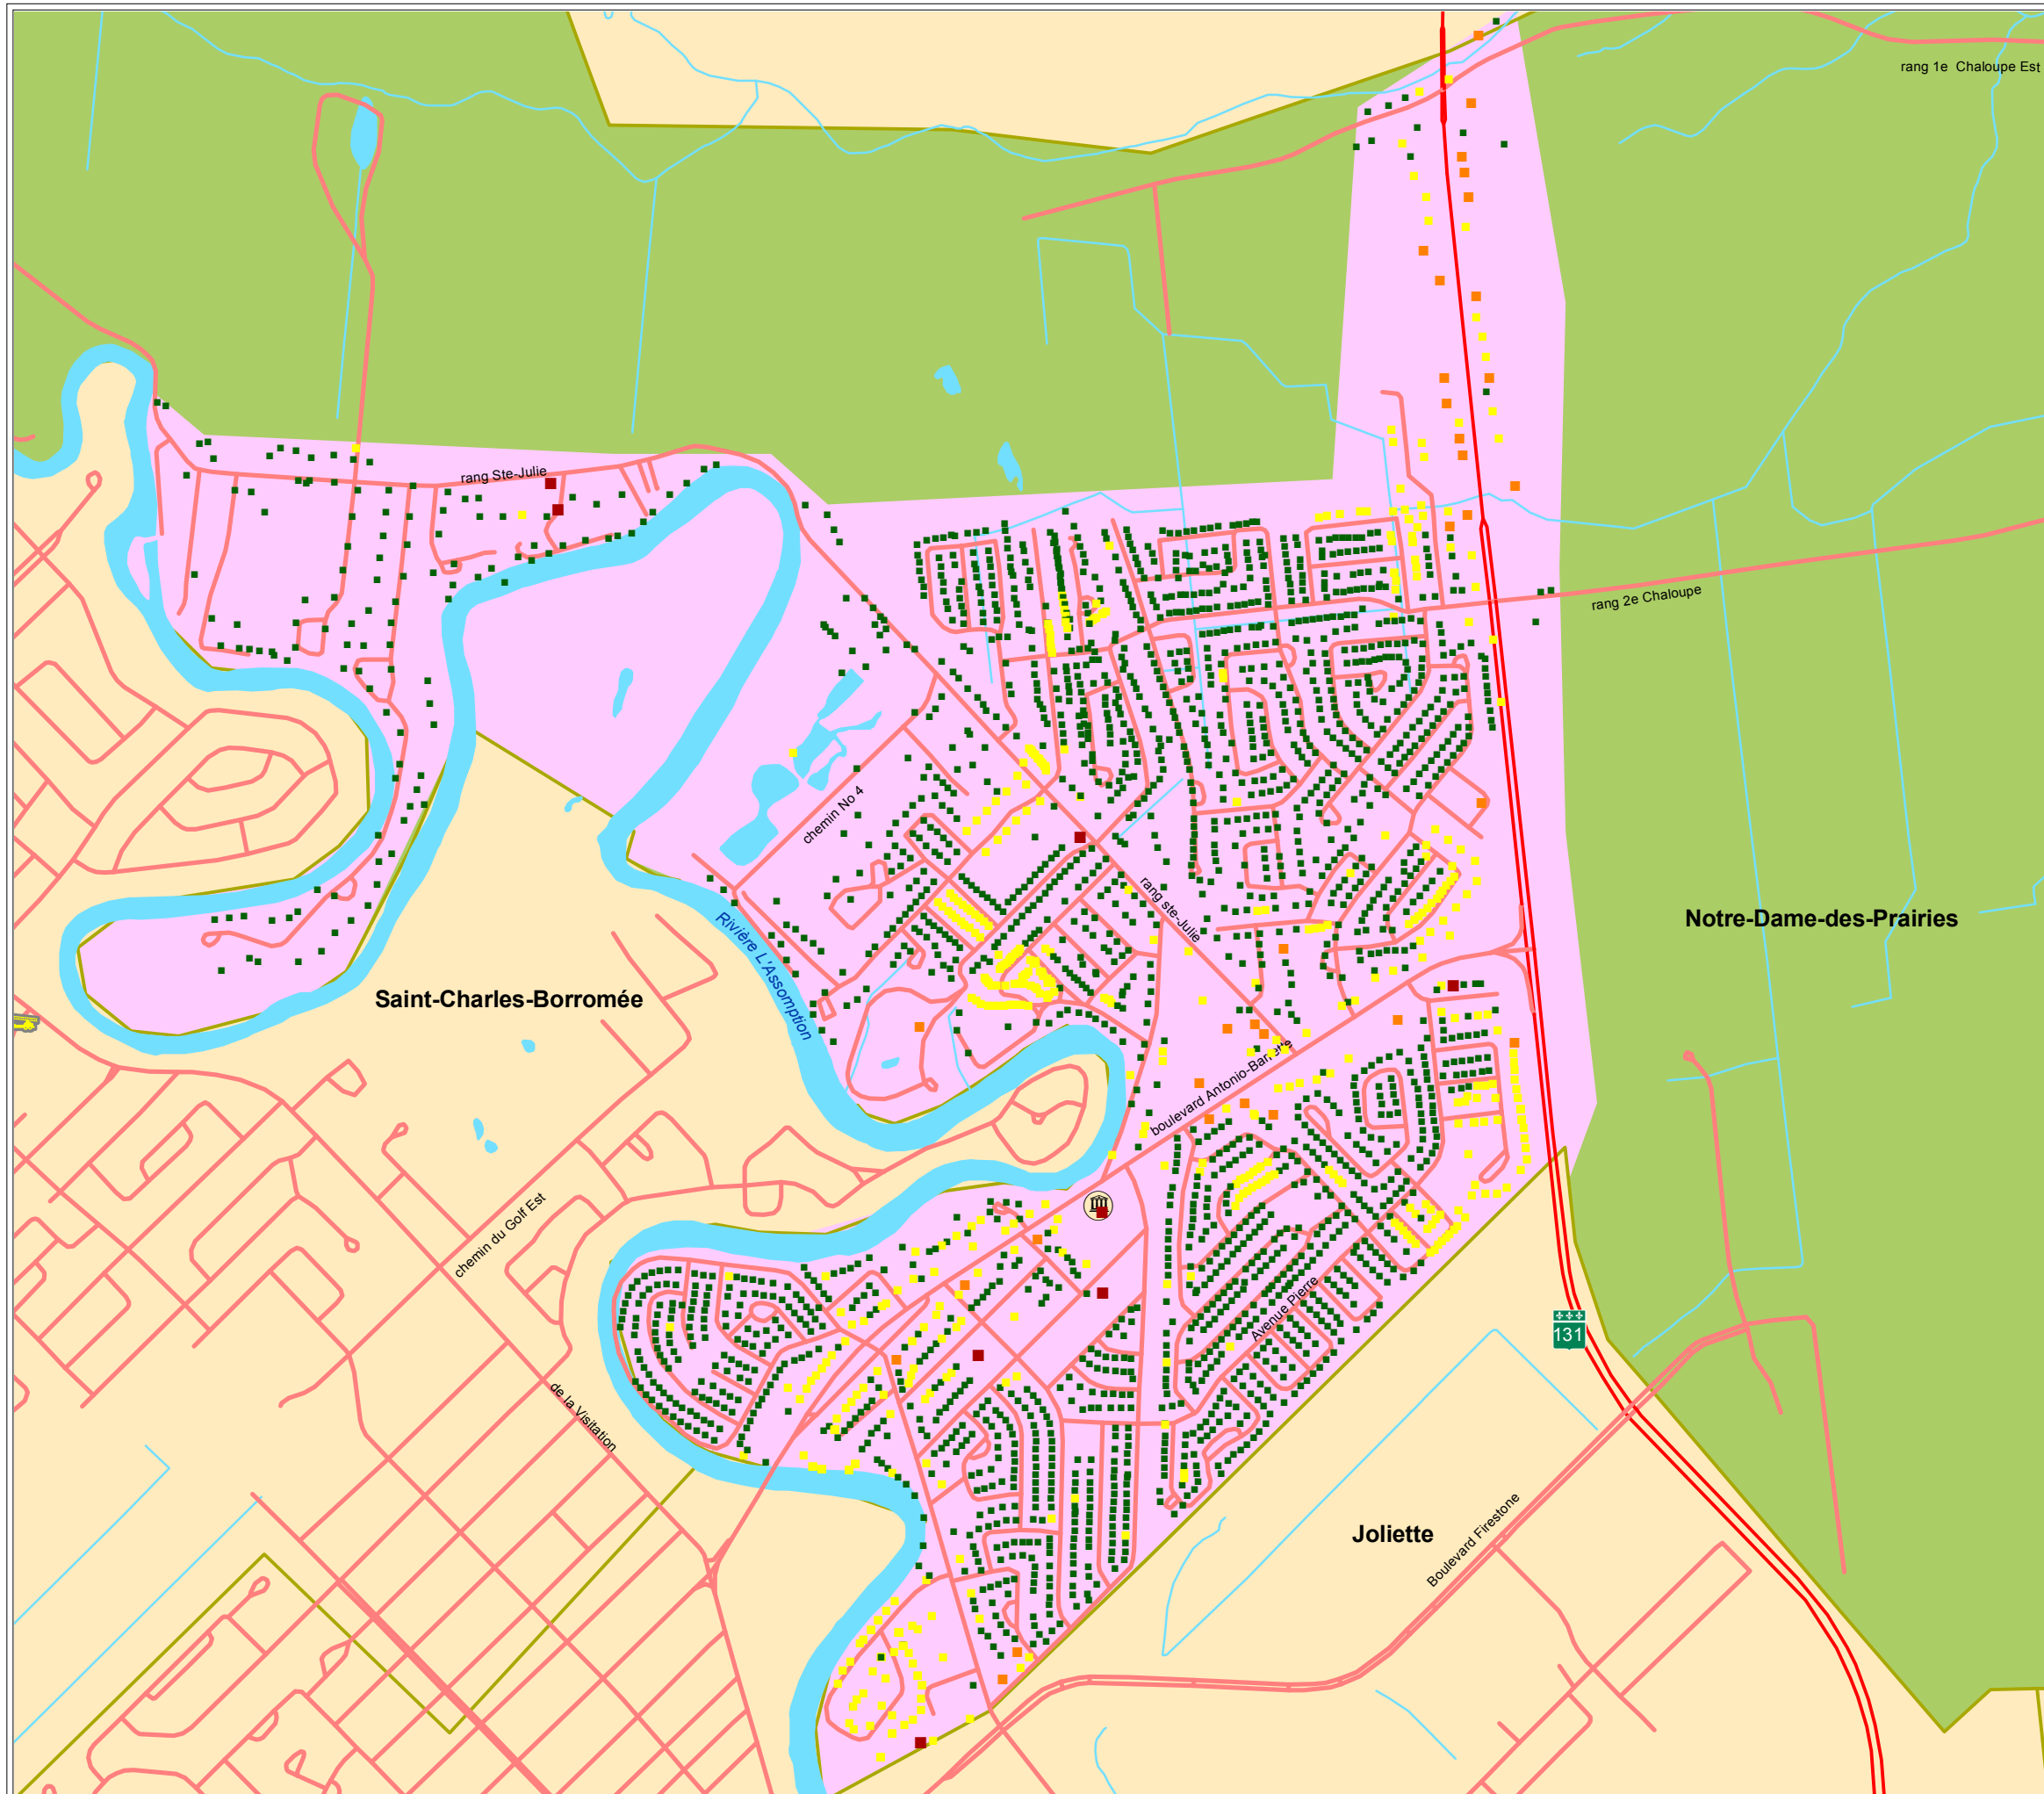 rang 1e Chaloupe Est
rang Ste-Julie
rang 2e Chaloupe
chemin No 4
rang ste-Julie
Notre-Dame-des-Prairies
Rivière L'Assomption
Saint-Charles-Borromée
boulevard Antonio-Barrette
chemin du Golf Est
Avenue Pierre
131
de la Visitation
Joliette
Boulevard Firestone